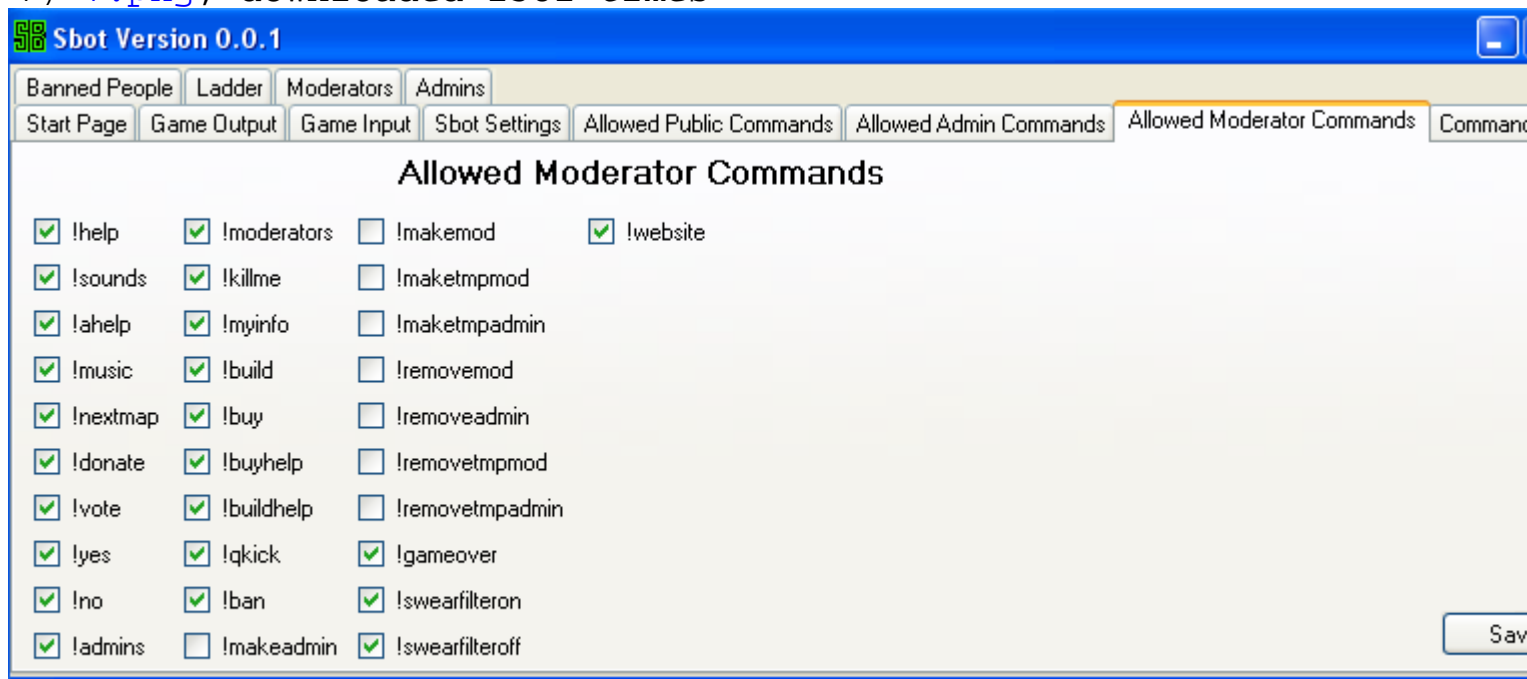 SB Sbot Version 0.0.1
Banned People Ladder Moderators Admins
Start Page Game Output Game Input Sbot Settings Allowed Public Commands Allowed Admin Commands Allowed Moderator Commands
Allowed Moderator Commands
!help !moderators !makemod !website
!sounds !killme !maketmpmod
!ahelp !myinfo !maketmpadmin
!music !build !removemod
!nextmap !buy !removeadmin
!donate !buyhelp !removetmpmod
!vote !buildhelp !removetmpadmin
!yes !qkick !gameover
!no !ban !swearfilteron
!admins !makeadmin !swearfilteroff